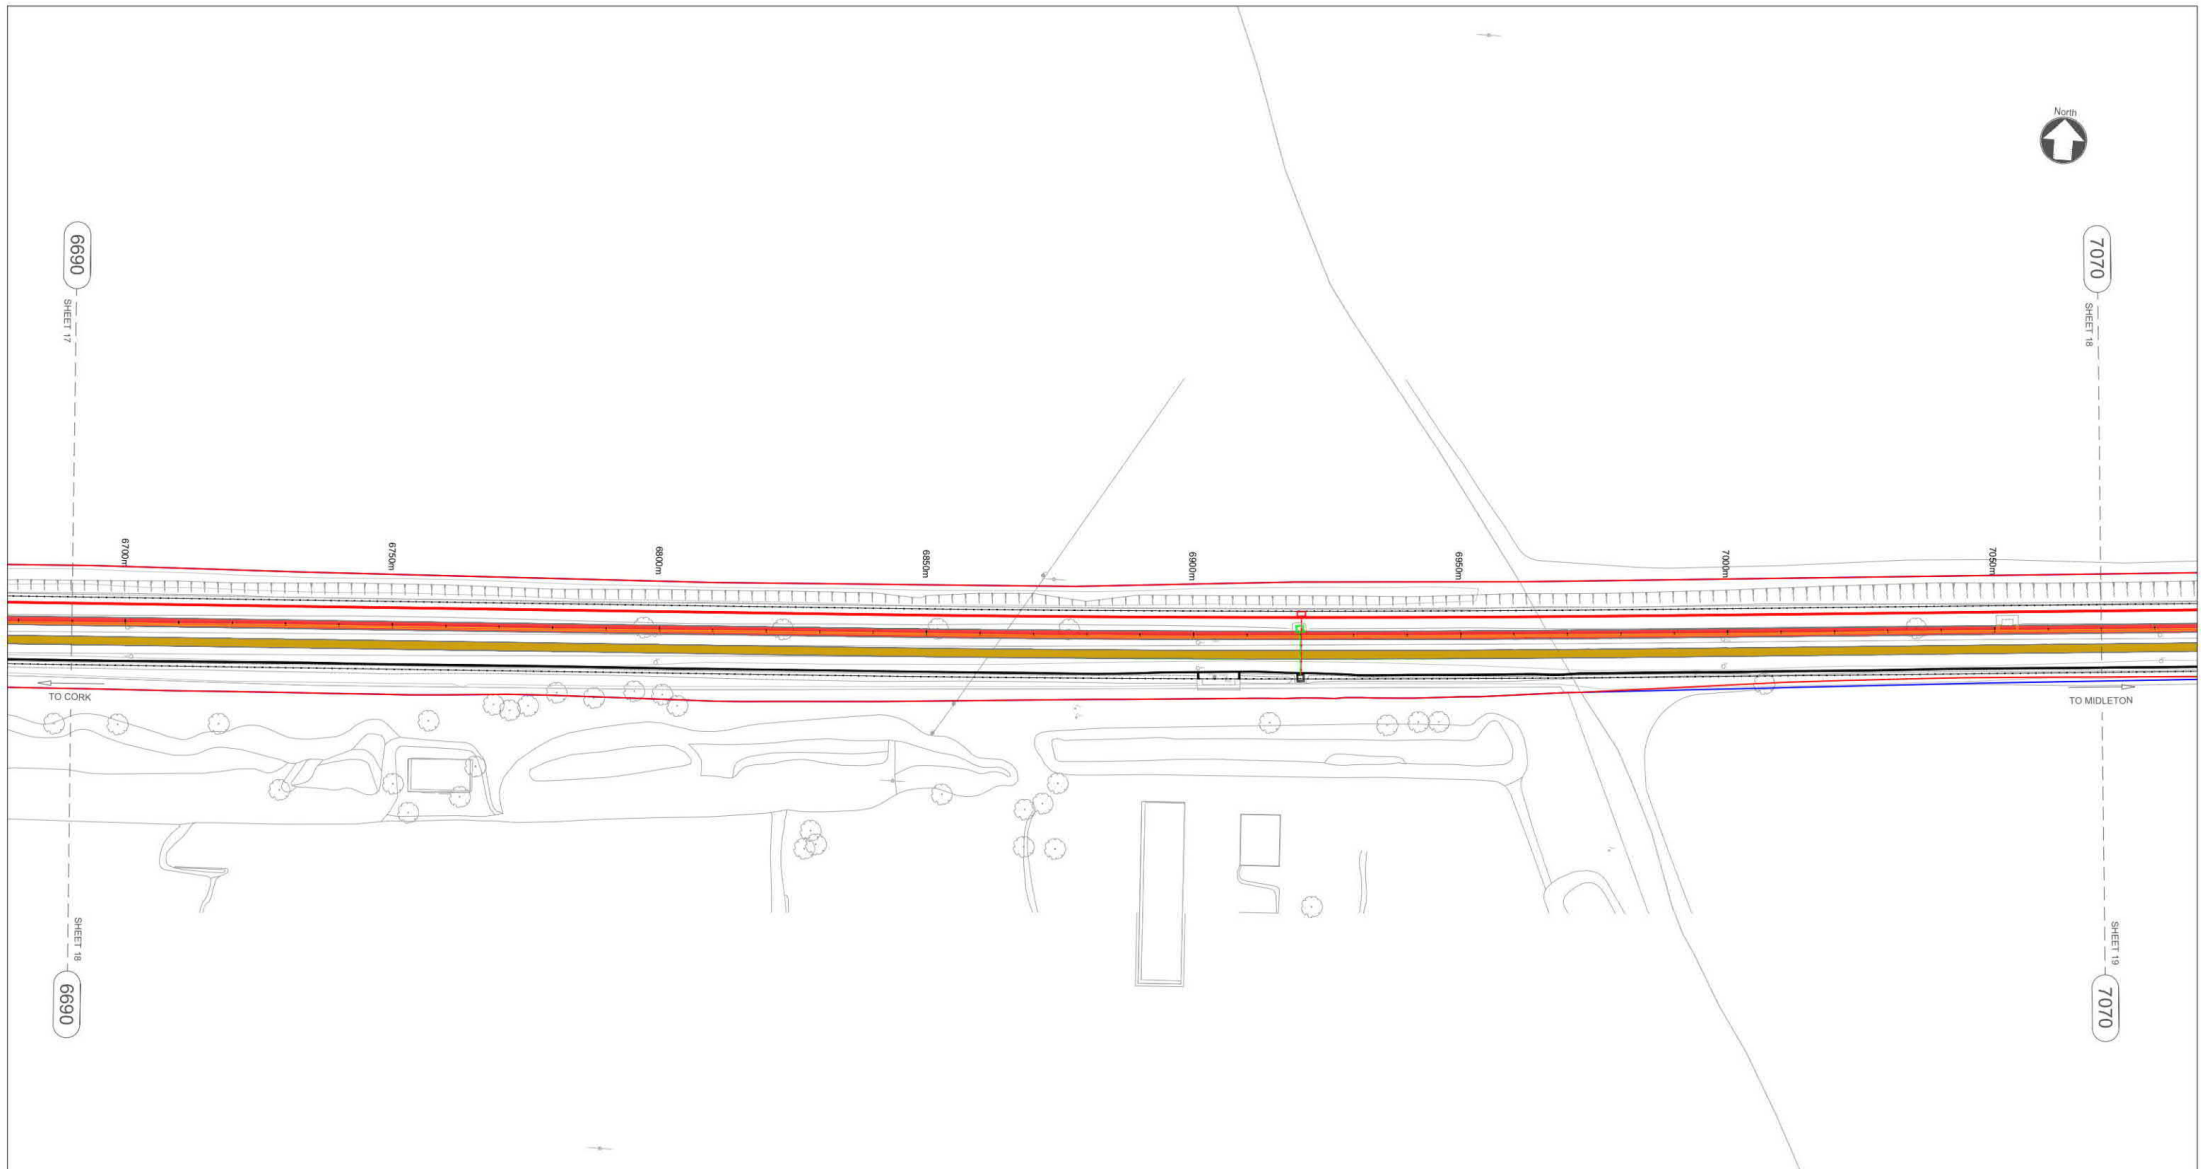 North
6690
SHEET 17
7070
SHEET 18
6700m
6750m
6800m
6850m
6900m
6950m
7000m
7050m
TO CORK
TO MIDLETON
SHEET 18
6690
SHEET 19
7070